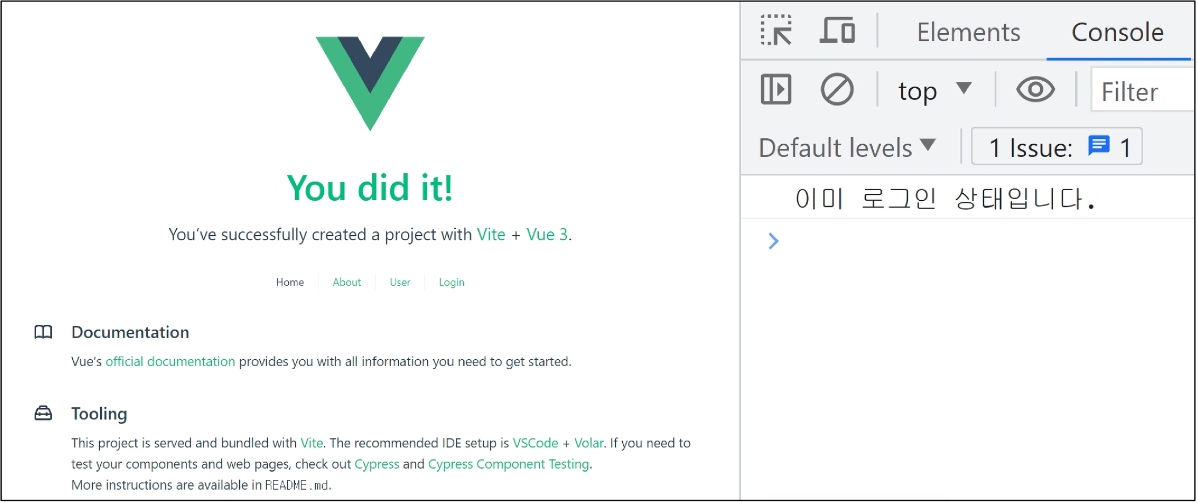 You did it!
You've successfully created a project with Vite + Vue 3.
Home About User Login
Documentation
Vue's official documentation provides you with all information you need to get started.
Tooling
This project is served and bundled with Vite. The recommended IDE setup is VSCode + Volar. If you need to
test your components and web pages, check out Cypress and Cypress Component Testing.
More instructions are available in README.md.
Elements Console
top Filter
Default levels 1 Issue: 1
이미 로그인 상태입니다.